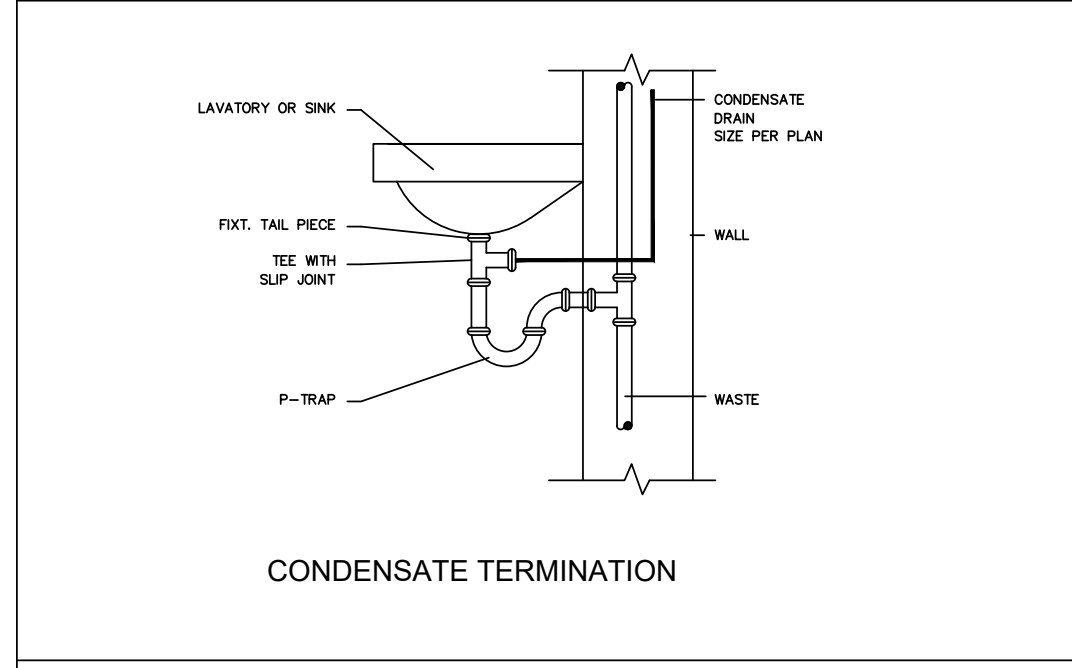 LAVATORY OR SINK
CONDENSATE
DRAIN
SIZE PER PLAN
FIXT. TAIL PIECE
WALL
TEE WITH
SLIP JOINT
P-TRAP
WASTE
CONDENSATE TERMINATION